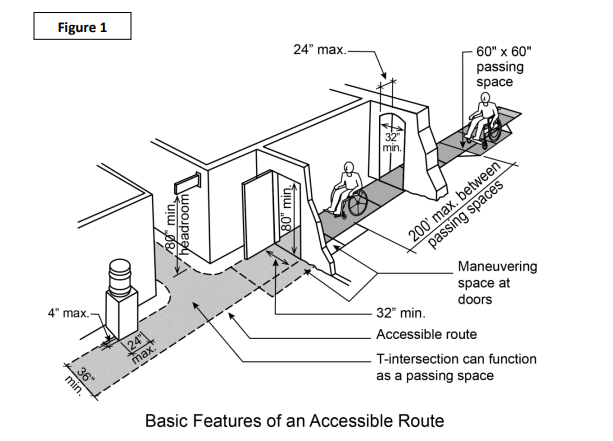 Figure 1
24” max.
60" x 60"
passing
space
32"
min.
80" min.
headroom
80" min.
200' max. between
passing spaces
Maneuvering
space at
doors
4" max.
24"
max.
32" min.
Accessible route
T-intersection can function
as a passing space
36"
min.
Basic Features of an Accessible Route